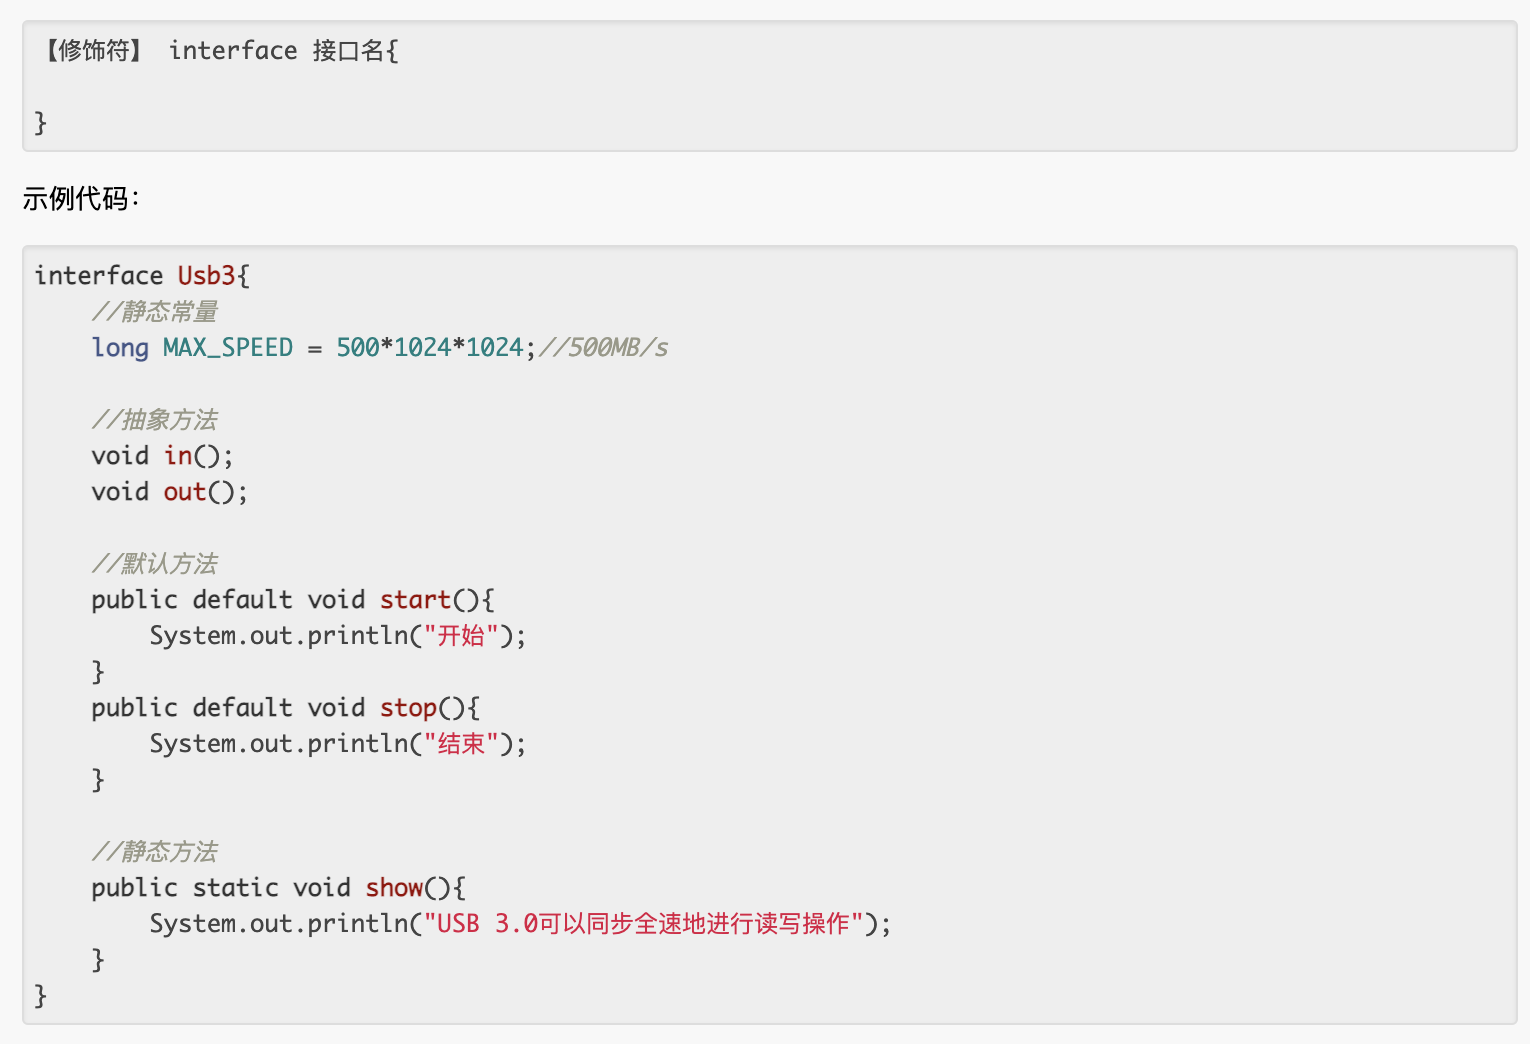 【修饰符】 interface 接口名{
}
示例代码：
interface Usb3{
    //静态常量
    long MAX_SPEED = 500*1024*1024;//500MB/s
    //抽象方法
    void in();
    void out();
    //默认方法
    public default void start(){
        System.out.println("开始");
    }
    public default void stop(){
        System.out.println("结束");
    }
    //静态方法
    public static void show(){
        System.out.println("USB 3.0可以同步全速地进行读写操作");
    }
}